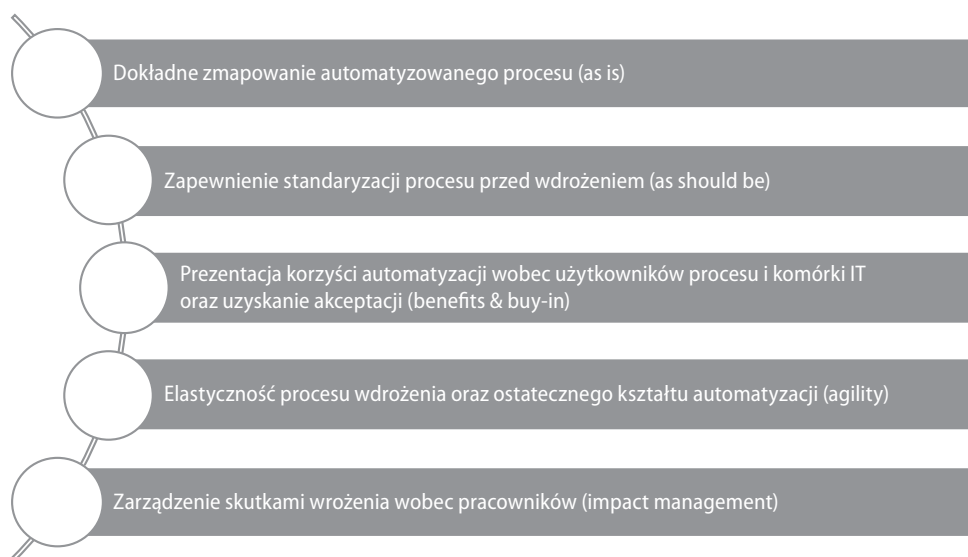 Dokładne zmapowanie automatyzowanego procesu (as is)
Zapewnienie standaryzacji procesu przed wdrożeniem (as should be)
Prezentacja korzyści automatyzacji wobec użytkowników procesu i komórki IT
oraz uzyskanie akceptacji (benefits & buy-in)
Elastyczność procesu wdrożenia oraz ostatecznego kształtu automatyzacji (agility)
Zarządzenie skutkami wrożenia wobec pracowników (impact management)